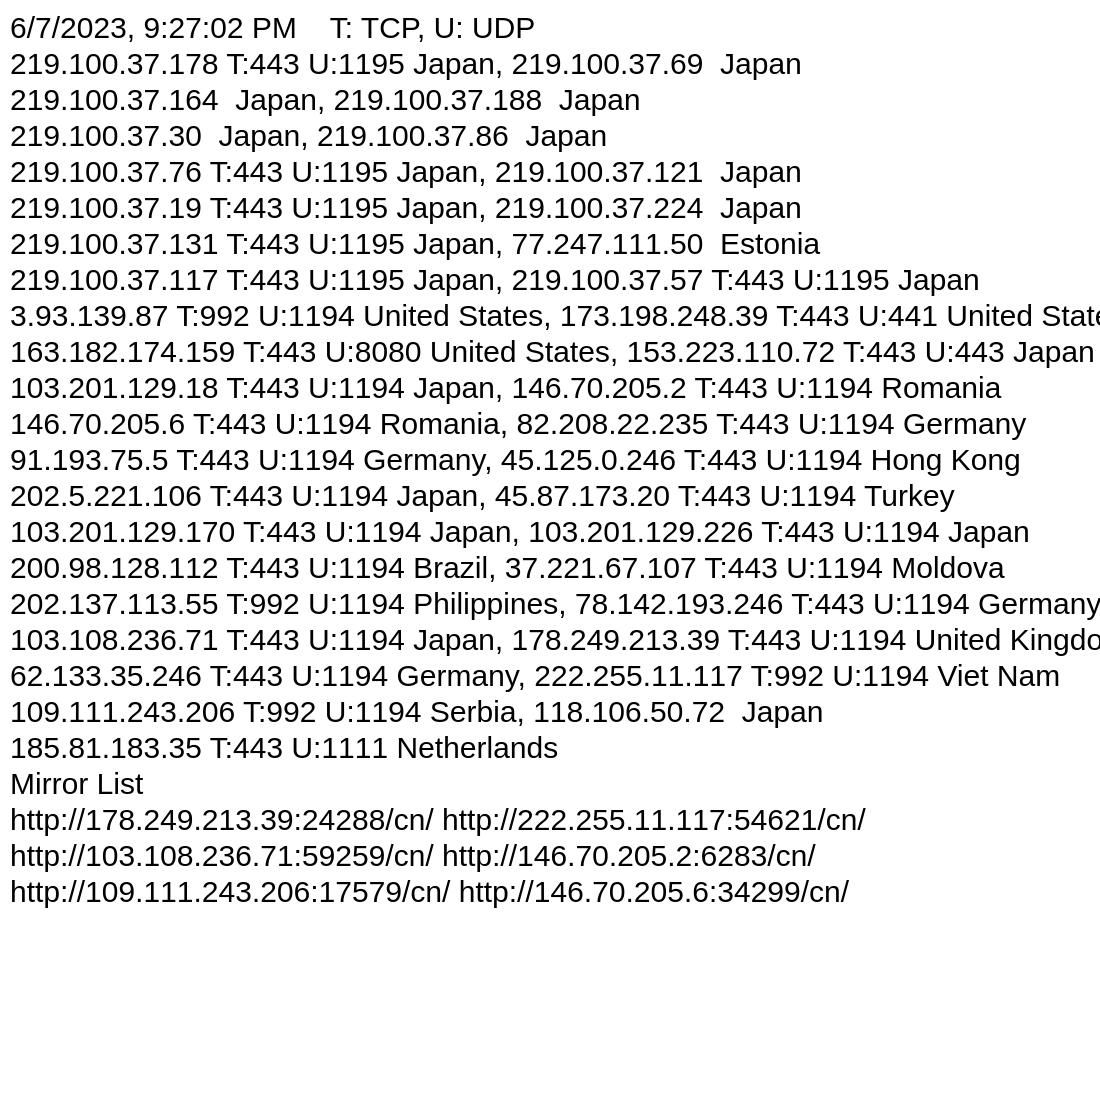 6/7/2023, 9:27:02 PM    T: TCP, U: UDP
219.100.37.178 T:443 U:1195 Japan, 219.100.37.69  Japan
219.100.37.164  Japan, 219.100.37.188  Japan
219.100.37.30  Japan, 219.100.37.86  Japan
219.100.37.76 T:443 U:1195 Japan, 219.100.37.121  Japan
219.100.37.19 T:443 U:1195 Japan, 219.100.37.224  Japan
219.100.37.131 T:443 U:1195 Japan, 77.247.111.50  Estonia
219.100.37.117 T:443 U:1195 Japan, 219.100.37.57 T:443 U:1195 Japan
3.93.139.87 T:992 U:1194 United States, 173.198.248.39 T:443 U:441 United State
163.182.174.159 T:443 U:8080 United States, 153.223.110.72 T:443 U:443 Japan
103.201.129.18 T:443 U:1194 Japan, 146.70.205.2 T:443 U:1194 Romania
146.70.205.6 T:443 U:1194 Romania, 82.208.22.235 T:443 U:1194 Germany
91.193.75.5 T:443 U:1194 Germany, 45.125.0.246 T:443 U:1194 Hong Kong
202.5.221.106 T:443 U:1194 Japan, 45.87.173.20 T:443 U:1194 Turkey
103.201.129.170 T:443 U:1194 Japan, 103.201.129.226 T:443 U:1194 Japan
200.98.128.112 T:443 U:1194 Brazil, 37.221.67.107 T:443 U:1194 Moldova
202.137.113.55 T:992 U:1194 Philippines, 78.142.193.246 T:443 U:1194 Germany
103.108.236.71 T:443 U:1194 Japan, 178.249.213.39 T:443 U:1194 United Kingdo
62.133.35.246 T:443 U:1194 Germany, 222.255.11.117 T:992 U:1194 Viet Nam
109.111.243.206 T:992 U:1194 Serbia, 118.106.50.72  Japan
185.81.183.35 T:443 U:1111 Netherlands
Mirror List
http://178.249.213.39:24288/cn/ http://222.255.11.117:54621/cn/
http://103.108.236.71:59259/cn/ http://146.70.205.2:6283/cn/
http://109.111.243.206:17579/cn/ http://146.70.205.6:34299/cn/